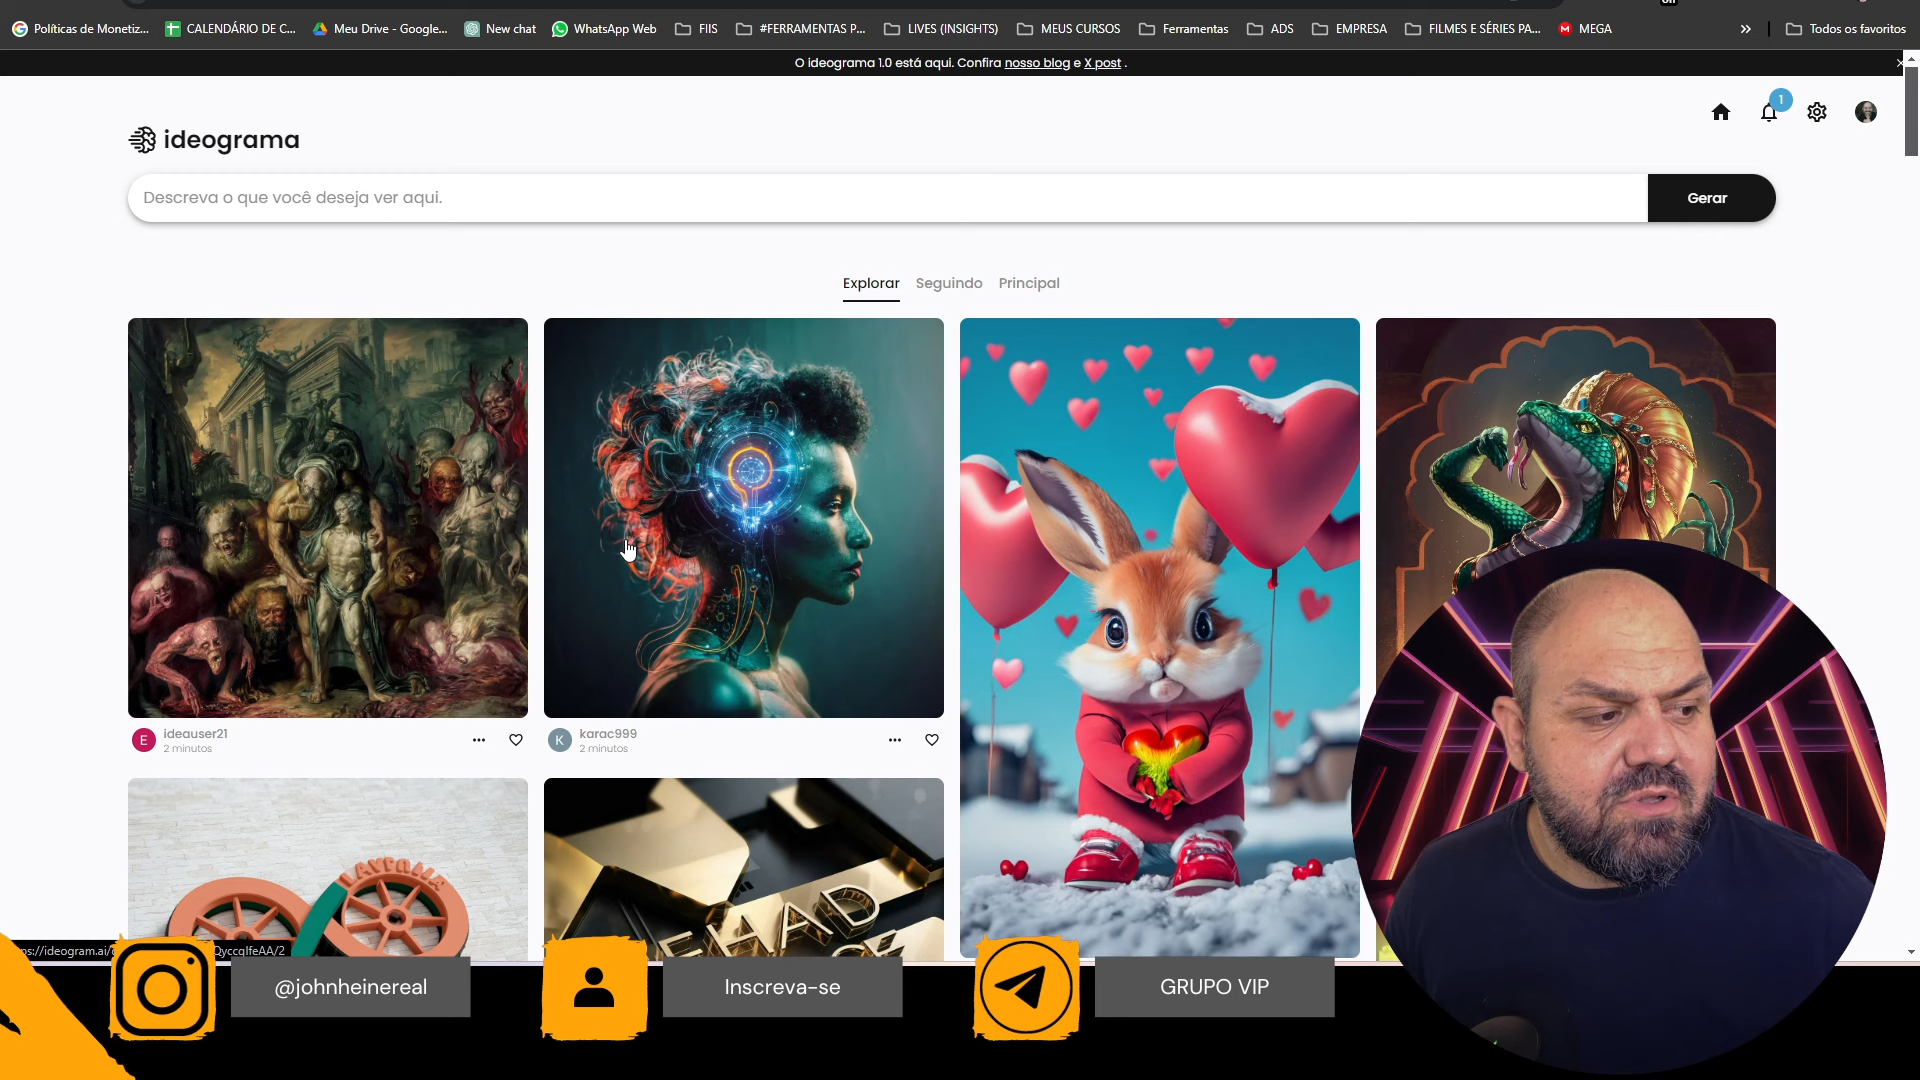 Políticas de Monetiz...
CALENDÁRIO DE C...
Meu Drive - Google...
New chat
WhatsApp Web
FIIS
#FERRAMENTAS P...
LIVES (INSIGHTS)
MEUS CURSOS
Ferramentas
ADS
EMPRESA
FILMES E SÉRIES PA...
MEGA
»
Todos os favoritos
O ideograma 1.0 está aqui. Confira nosso blog e X post .
1
ideograma
Descreva o que você deseja ver aqui.
Gerar
Explorar
Seguindo
Principal
E
ideauser21
2 minutos
K
karac999
2 minutos
@johnheinereal
Inscreva-se
GRUPO VIP